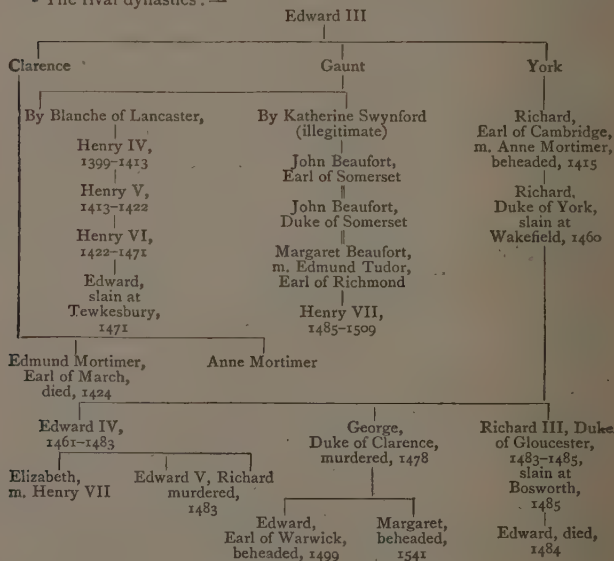 The rival dynasties :—
Edward III
Clarence Gaunt York
By Blanche of Lancaster,
Henry IV,
1399–1413
Henry V,
1413–1422
Henry VI,
1422–1471
Edward,
slain at
Tewkesbury,
1471
By Katherine Swynford
(illegitimate)
John Beaufort,
Earl of Somerset
John Beaufort,
Duke of Somerset
Margaret Beaufort,
m. Edmund Tudor,
Earl of Richmond
Henry VII,
1485–1509
Richard,
Earl of Cambridge,
m. Anne Mortimer,
beheaded, 1415
Richard,
Duke of York,
slain at
Wakefield, 1460
Edmund Mortimer,
Earl of March,
died, 1424
Anne Mortimer
Edward IV,
1461–1483
George,
Duke of Clarence,
murdered, 1478
Richard III, Duke
of Gloucester,
1483–1485,
slain at
Bosworth,
1485
Edward, died,
1484
Elizabeth,
m. Henry VII
Edward V, Richard
murdered,
1483
Edward,
Earl of Warwick,
beheaded, 1499
Margaret,
beheaded,
1541